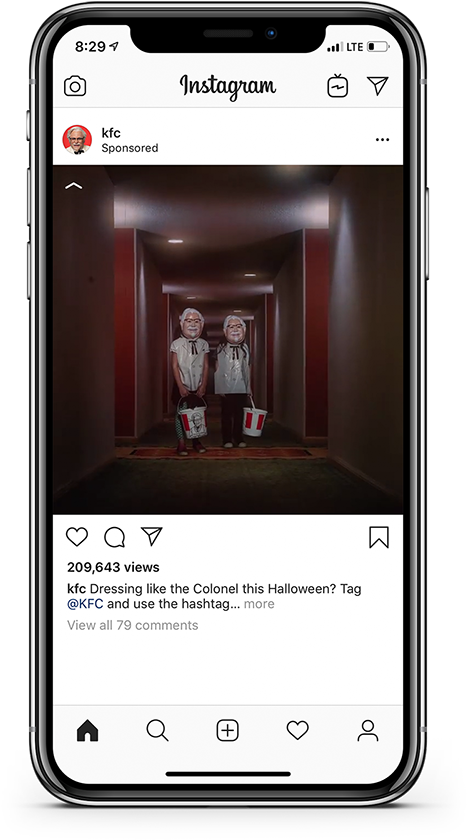 8:29
LTE
Instagram
kfc
Sponsored
209,643 views
kfc Dressing like the Colonel this Halloween? Tag
@KFC and use the hashtag... more
View all 79 comments